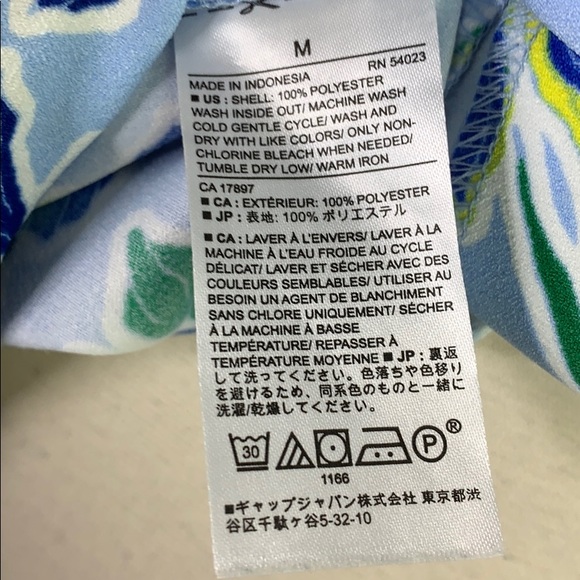 M
RN 54023
MADE IN INDONESIA
■ US : SHELL: 100% POLYESTER
WASH INSIDE OUT/ MACHINE WASH
COLD GENTLE CYCLE/ WASH AND
DRY WITH LIKE COLORS/ ONLY NON-
CHLORINE BLEACH WHEN NEEDED/
TUMBLE DRY LOW/ WARM IRON
CA 17897
■ CA : EXTÉRIEUR: 100% POLYESTER
■ JP : 表地: 100% ポリエステル
■ CA : LAVER À L'ENVERS/ LAVER À LA
MACHINE À L'EAU FROIDE AU CYCLE
DÉLICAT/ LAVER ET SÉCHER AVEC DES
COULEURS SEMBLABLES/ UTILISER AU
BESOIN UN AGENT DE BLANCHIMENT
SANS CHLORE UNIQUEMENT/ SÉCHER
À LA MACHINE À BASSE
TEMPÉRATURE/ REPASSER À
TEMPÉRATURE MOYENNE ■ JP : 裏返
して洗ってください。色落ちや色移り
を避けるため、同系色のものと一緒に
洗濯/乾燥してください。
30 P ®
1166
■ギャップジャパン株式会社 東京都渋
谷区千駄ヶ谷5-32-10